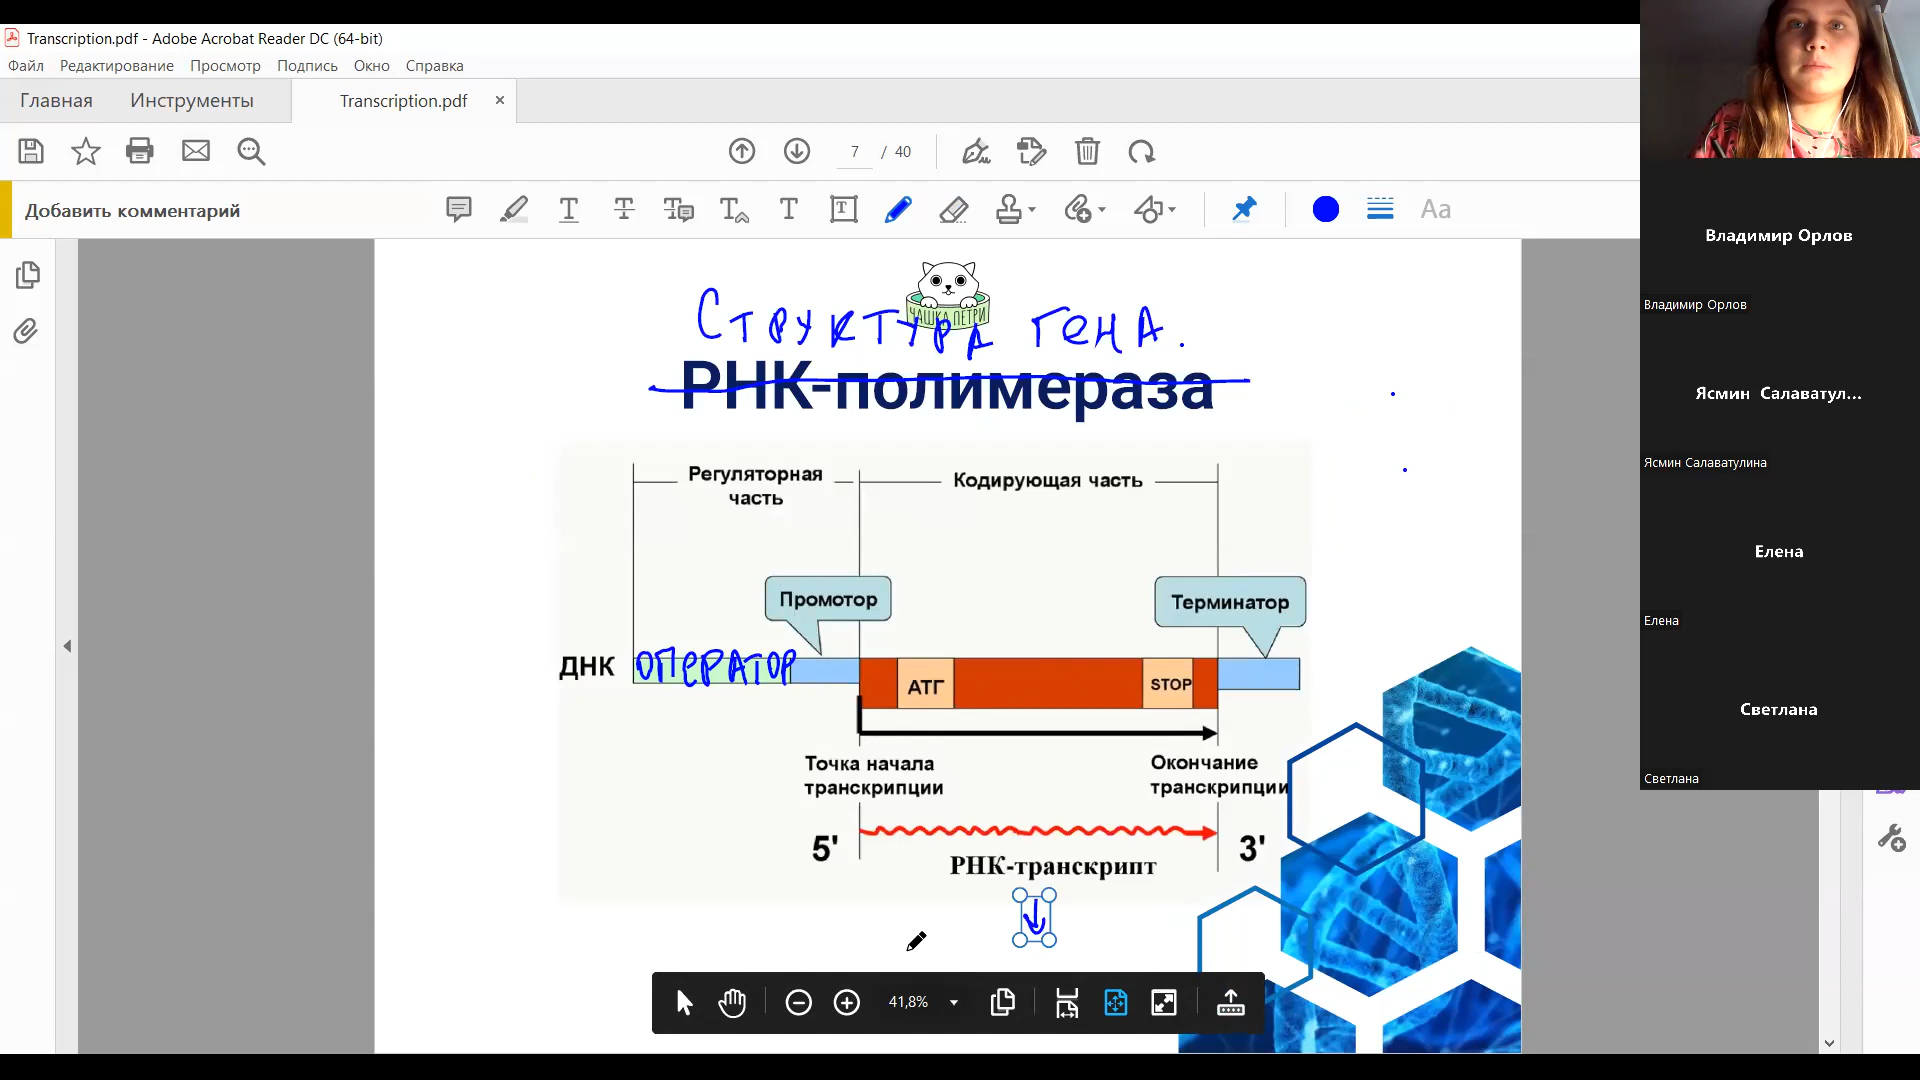 Transcription.pdf - Adobe Acrobat Reader DC (64-bit)
Файл Редактирование Просмотр Подпись Окно Справка
Главная Инструменты Transcription.pdf ×
7 / 40
Добавить комментарий
Aa
ЧАШКА ПЕТРИ
Структура гена.
РНК-полимераза
Регуляторная
часть
Кодирующая часть
Промотор
Терминатор
ДНК
ОПЕРАТОР
АТГ
STOP
Точка начала
транскрипции
Окончание
транскрипции
5'
3'
РНК-транскрипт
41,8%
Владимир Орлов
Владимир Орлов
Ясмин Салаватул...
Ясмин Салаватулина
Елена
Елена
Светлана
Светлана